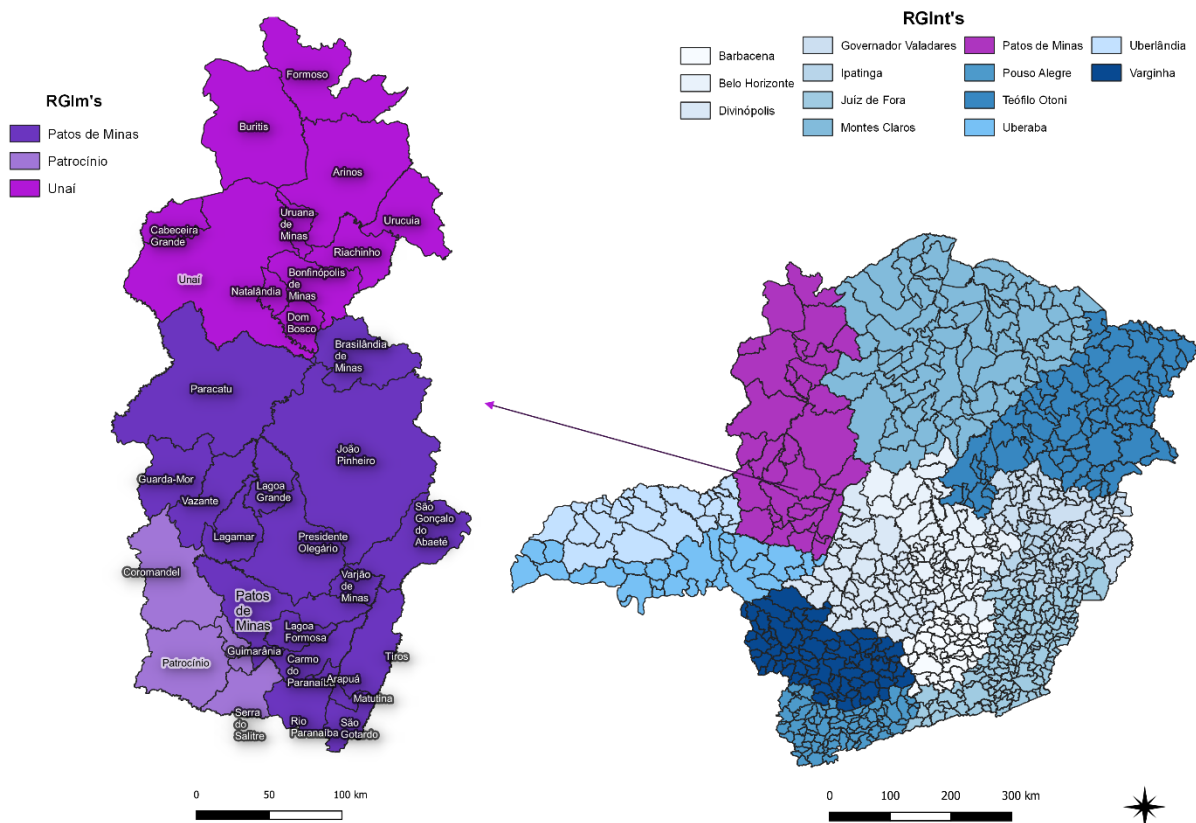 RGIm's
Patos de Minas
Patrocínio
Unaí
Formoso
Buritis
Arinos
Cabeceira
Grande
Uruana
de
Minas
Urucuia
Riachinho
Unaí
Bonfinópolis
de
Minas
Natalândia
Dom
Bosco
Brasilândia
de
Minas
Paracatu
João
Pinheiro
Guarda-Mor
Vazante
Lagoa
Grande
São
Gonçalo
do
Abaeté
Lagamar
Presidente
Olegário
Coromandel
Varjão
de
Minas
Patos
de
Minas
Lagoa
Formosa
Guimarânia
Tiros
Patrocínio
Carmo
do
Paranaíba
Arapuá
Matutina
Serra
do
Salitre
Rio
Paranaíba
São
Gotardo
0 50 100 km
RGInt's
Barbacena
Belo Horizonte
Divinópolis
Governador Valadares
Ipatinga
Juíz de Fora
Montes Claros
Patos de Minas
Pouso Alegre
Teófilo Otoni
Uberaba
Uberlândia
Varginha
0 100 200 300 km